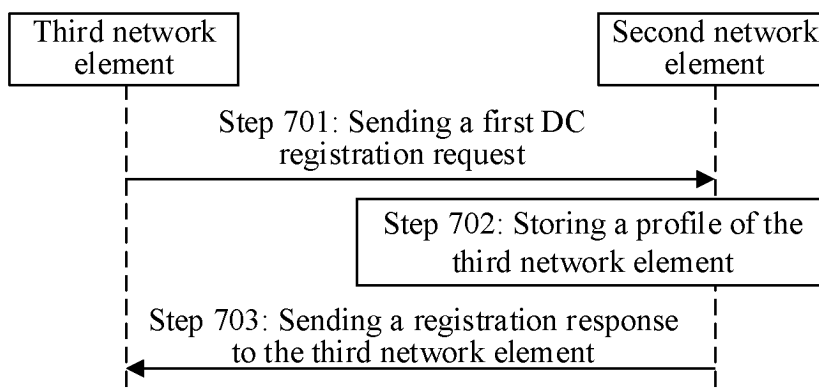 Third network
element
Second network
element
Step 701: Sending a first DC
registration request
Step 702: Storing a profile of the
third network element
Step 703: Sending a registration response
to the third network element